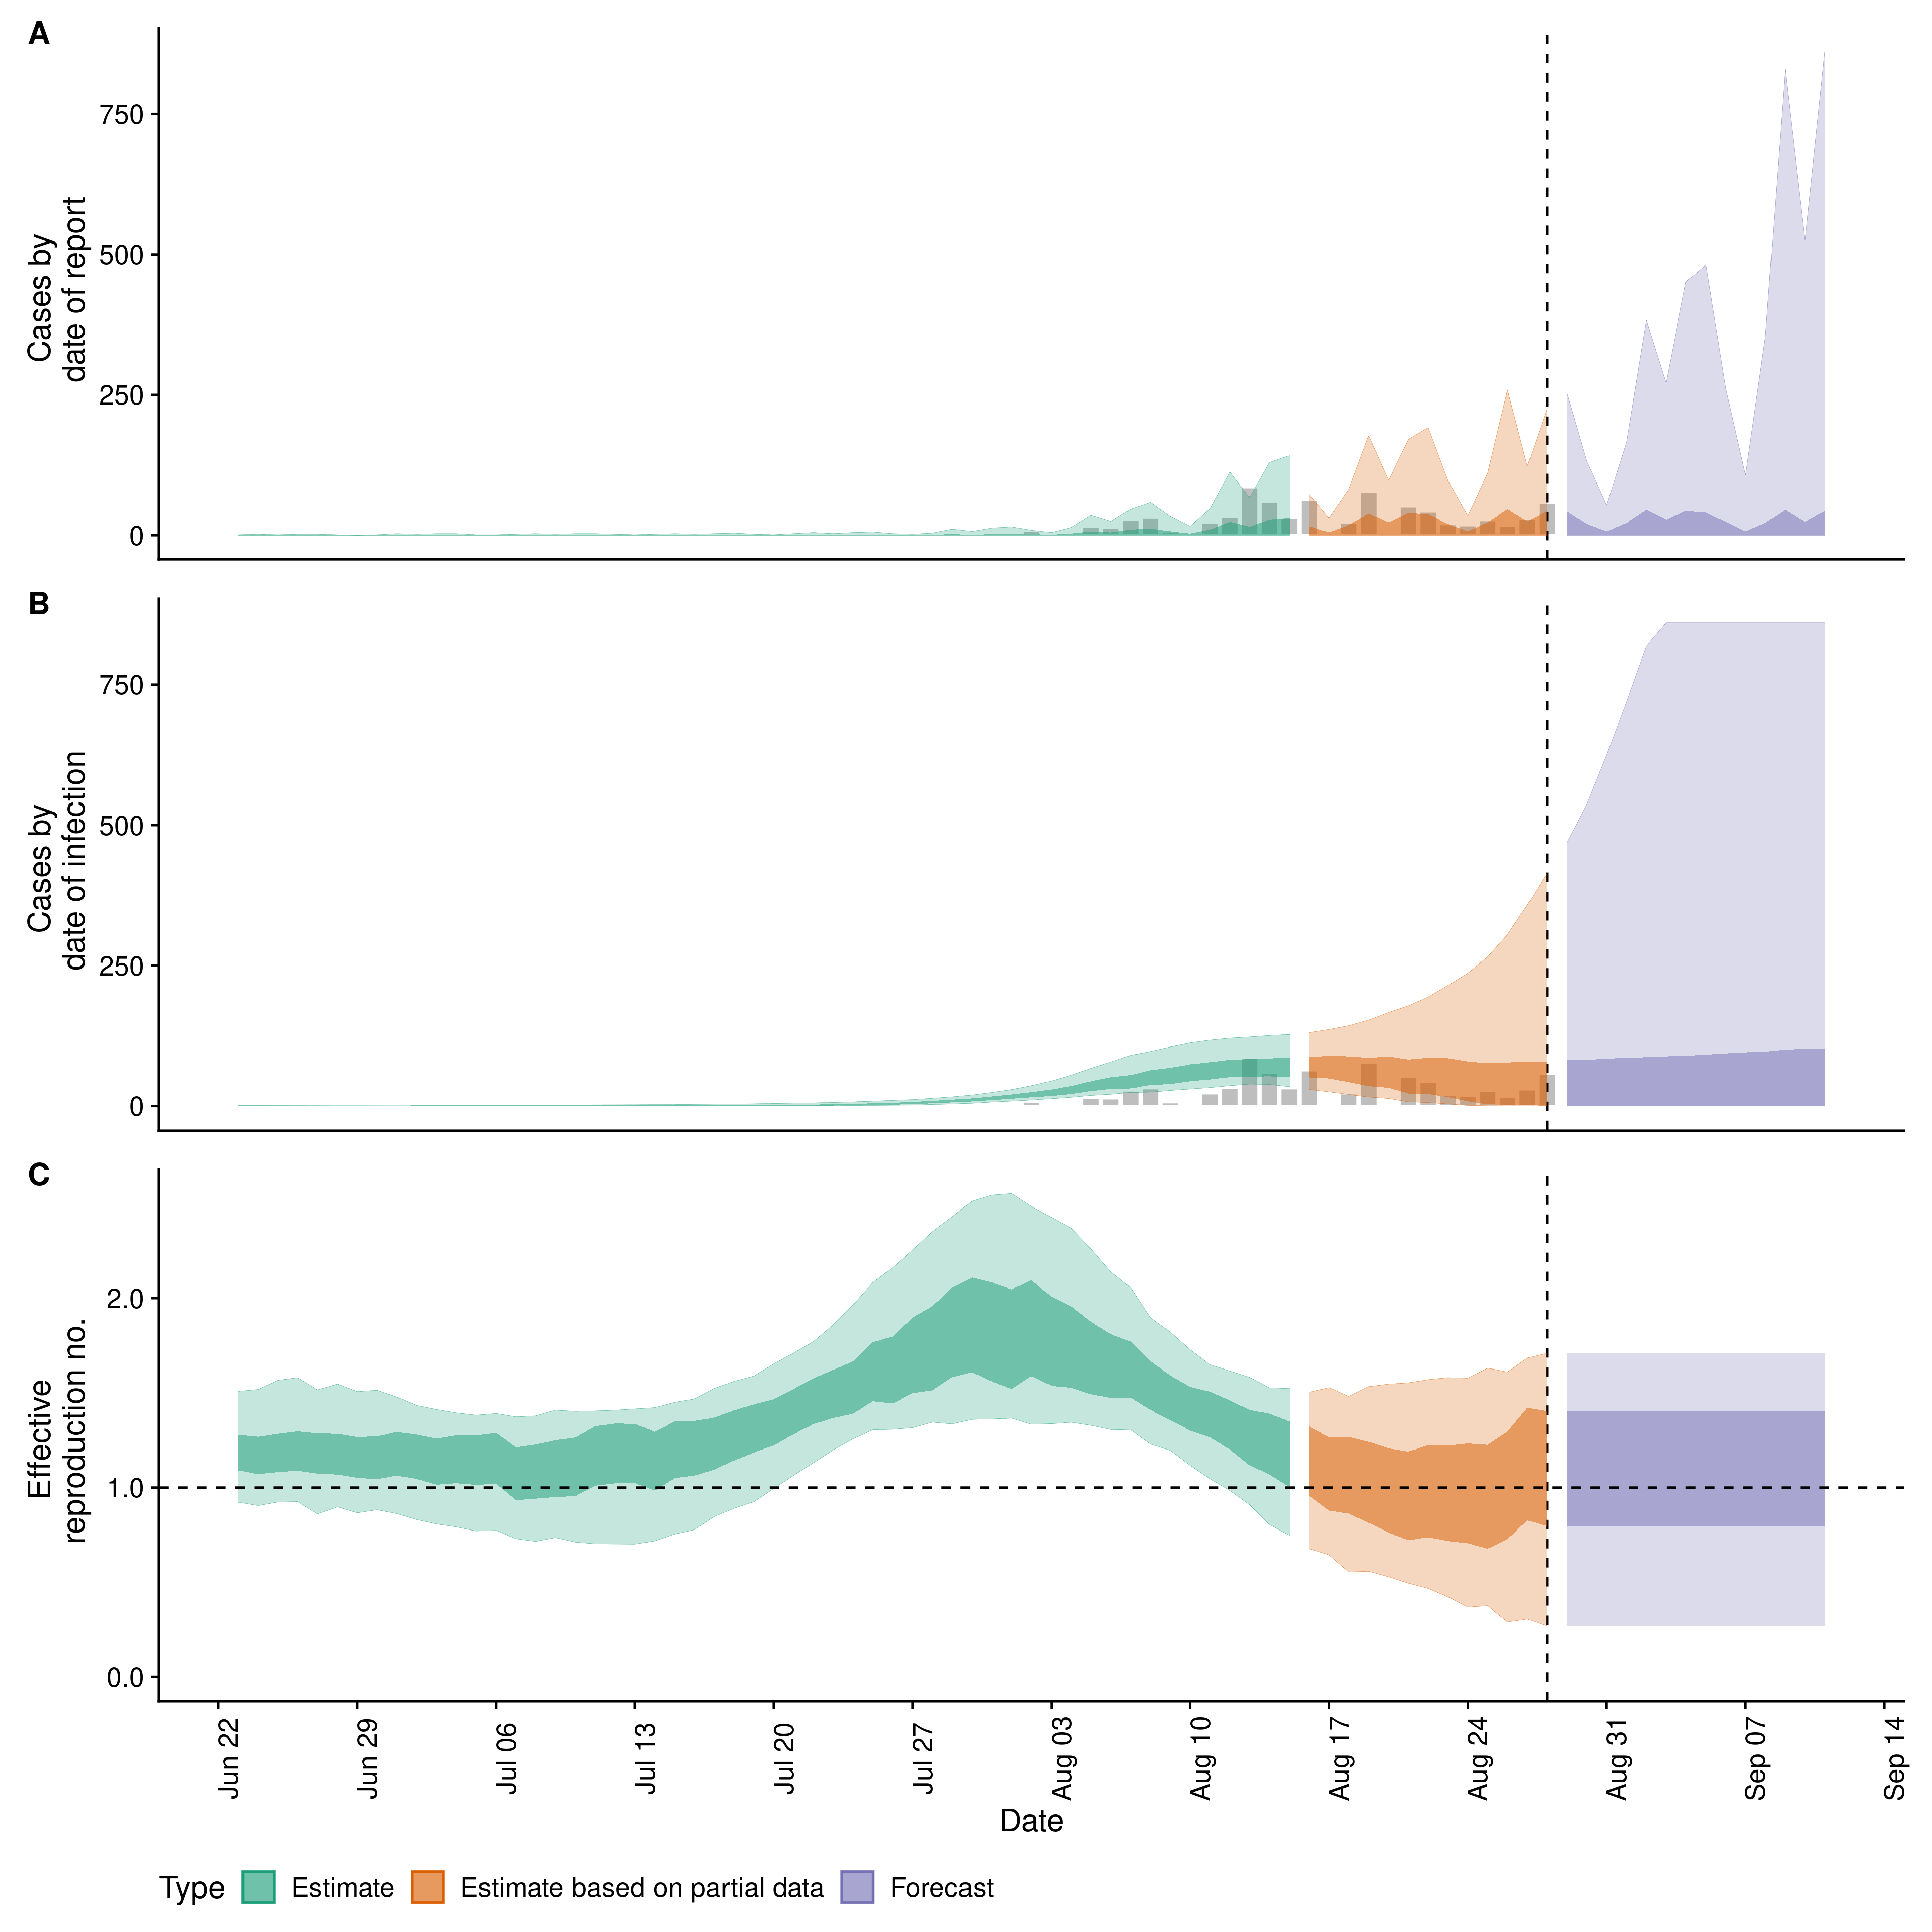 A
Cases by
date of report
750
500
250
0
B
Cases by
date of infection
750
500
250
0
C
Effective
reproduction no.
2.0
1.0
0.0
Jun 22
Jun 29
Jul 06
Jul 13
Jul 20
Jul 27
Aug 03
Aug 10
Aug 17
Aug 24
Aug 31
Sep 07
Sep 14
Date
Type Estimate Estimate based on partial data Forecast